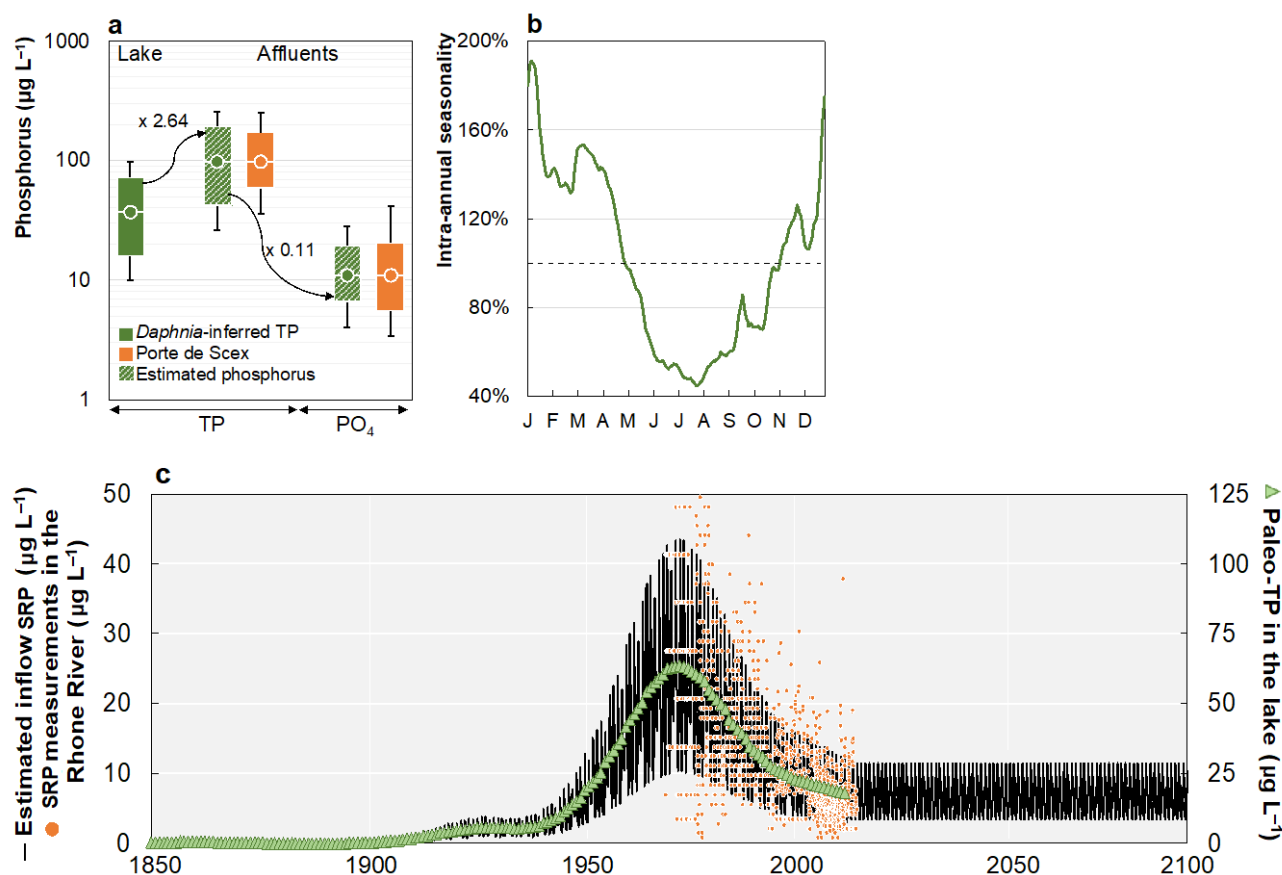 a
Phosphorus (µg L⁻¹)
1000
100
10
1
Lake
Affluents
x 2.64
x 0.11
Daphnia-inferred TP
Porte de Scex
Estimated phosphorus
TP
PO₄
b
Intra-annual seasonality
200%
160%
120%
80%
40%
J F M A M J J A S O N D
c
— Estimated inflow SRP (µg L⁻¹)
SRP measurements in the
Rhone River (µg L⁻¹)
50
40
30
20
10
0
125
100
75
50
25
0
Paleo-TP in the
lake (µg L⁻¹)
1850 1900 1950 2000 2050 2100